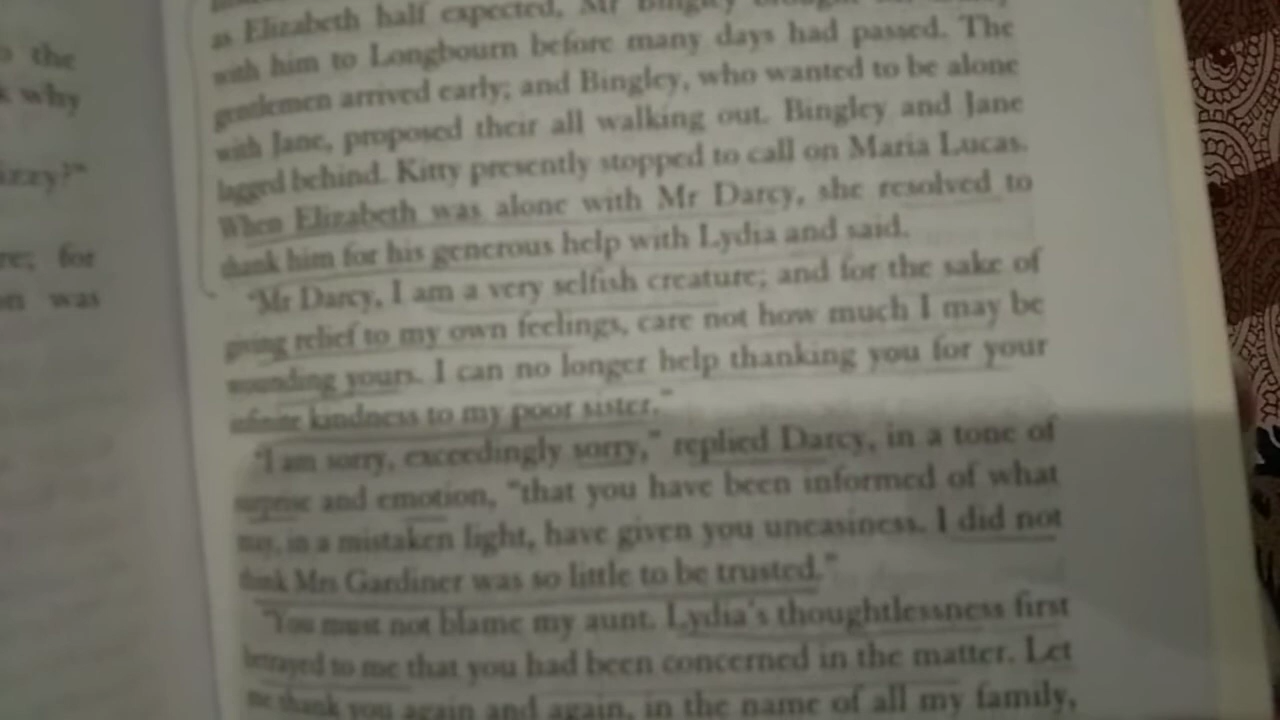 o the
k why
izzy?"
re; for
on was
as Elizabeth half expected, Mr Bingley brought
with him to Longbourn before many days had passed. The
gentlemen arrived early; and Bingley, who wanted to be alone
with Jane, proposed their all walking out. Bingley and Jane
lagged behind. Kitty presently stopped to call on Maria Lucas.
When Elizabeth was alone with Mr Darcy, she resolved to
thank him for his generous help with Lydia and said.
"Mr Darcy, I am a very selfish creature; and for the sake of
giving relief to my own feelings, care not how much I may be
wounding yours. I can no longer help thanking you for your
infinite kindness to my poor sister."
"I am sorry, exceedingly sorry," replied Darcy, in a tone of
surprise and emotion, "that you have been informed of what
may, in a mistaken light, have given you uneasiness. I did not
think Mrs Gardiner was so little to be trusted."
"You must not blame my aunt. Lydia's thoughtlessness first
betrayed to me that you had been concerned in the matter. Let
me thank you again and again, in the name of all my family,